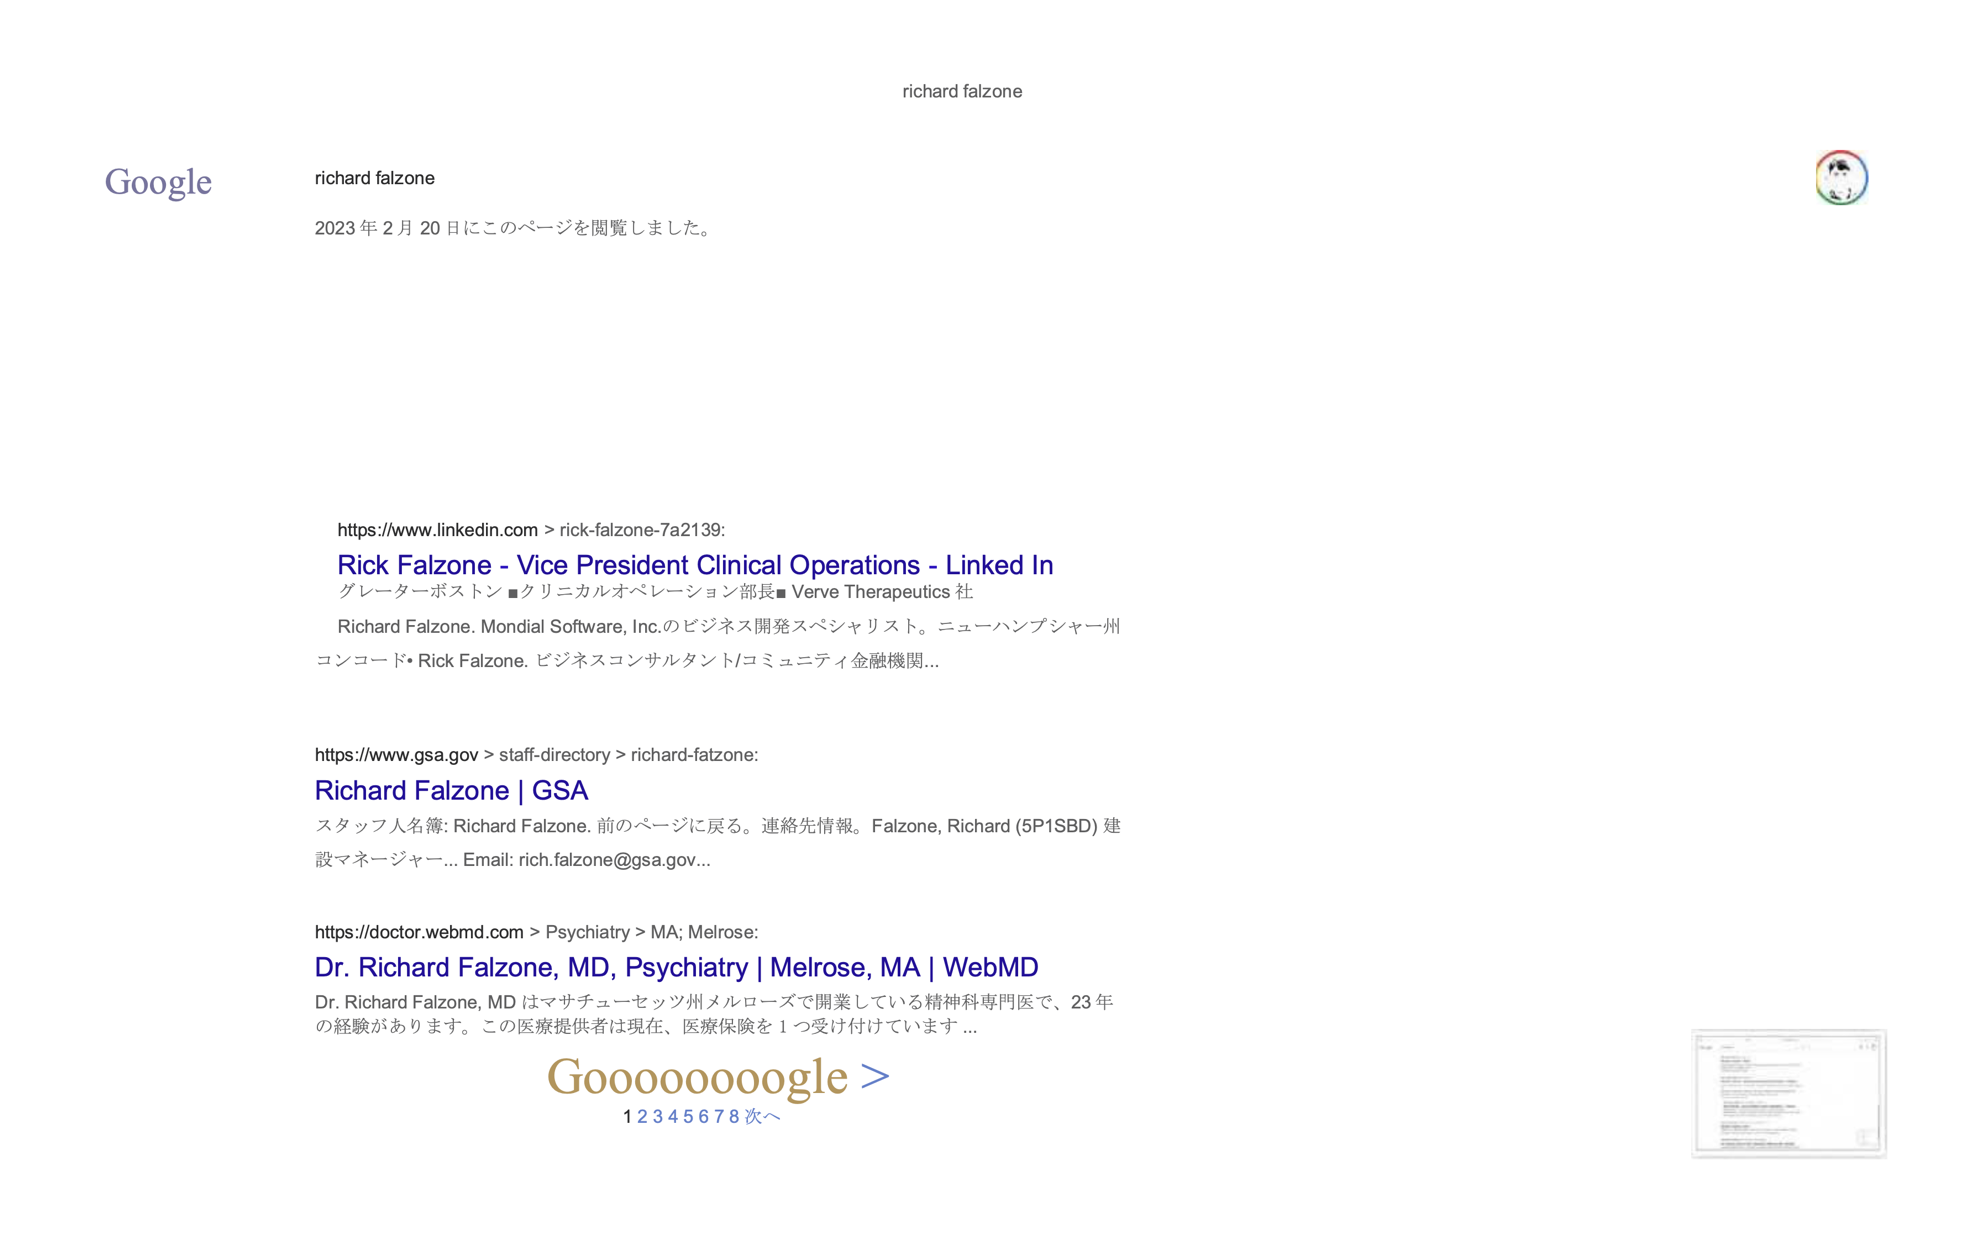 richard falzone
Google
richard falzone
2023 年 2 月 20 日にこのページを閲覧しました。
https://www.linkedin.com > rick-falzone-7a2139:
Rick Falzone - Vice President Clinical Operations - Linked In
グレーターボストン ■クリニカルオペレーション部長■ Verve Therapeutics 社
Richard Falzone. Mondial Software, Inc.のビジネス開発スペシャリスト。ニューハンプシャー州
コンコード• Rick Falzone. ビジネスコンサルタント/コミュニティ金融機関...
https://www.gsa.gov > staff-directory > richard-fatzone:
Richard Falzone | GSA
スタッフ人名簿: Richard Falzone. 前のページに戻る。連絡先情報。Falzone, Richard (5P1SBD) 建
設マネージャー... Email: rich.falzone@gsa.gov...
https://doctor.webmd.com > Psychiatry > MA; Melrose:
Dr. Richard Falzone, MD, Psychiatry | Melrose, MA | WebMD
Dr. Richard Falzone, MD はマサチューセッツ州メルローズで開業している精神科専門医で、23 年
の経験があります。この医療提供者は現在、医療保険を 1 つ受け付けています ...
Goooooooogle >
1 2 3 4 5 6 7 8 次へ